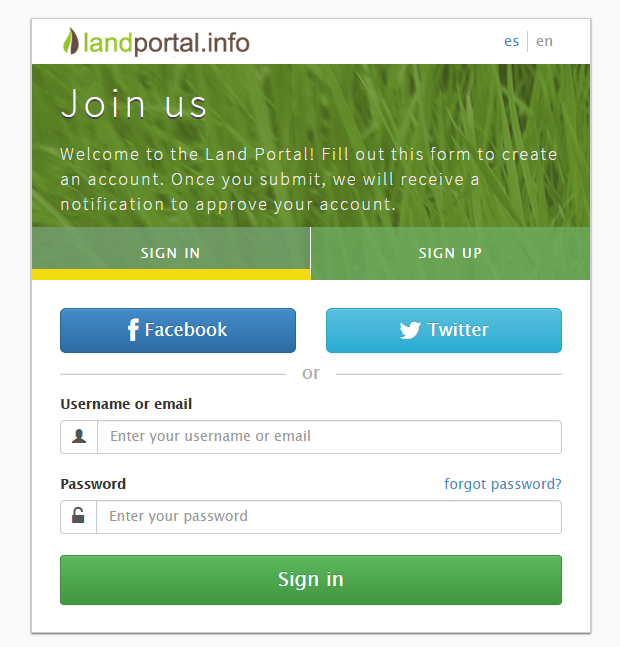 landportal.info
es en
Join us
Welcome to the Land Portal! Fill out this form to create
an account. Once you submit, we will receive a
notification to approve your account.
SIGN IN SIGN UP
Facebook Twitter
or
Username or email
Enter your username or email
Password forgot password?
Enter your password
Sign in